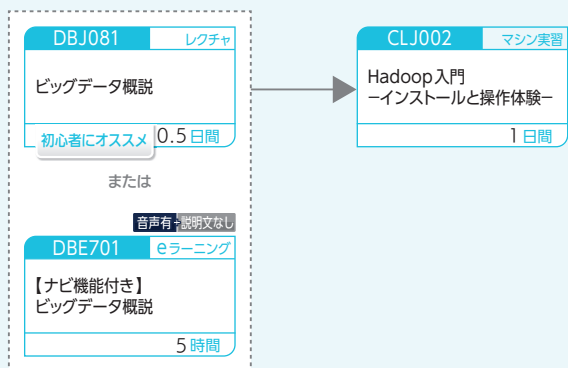 DBJ081
レクチャ
ビッグデータ概説
初心者にオススメ
0.5日間
または
音声有+説明文なし
DBE701
eラーニング
【ナビ機能付き】
ビッグデータ概説
5時間
CLJ002
マシン実習
Hadoop入門
−インストールと操作体験−
1日間